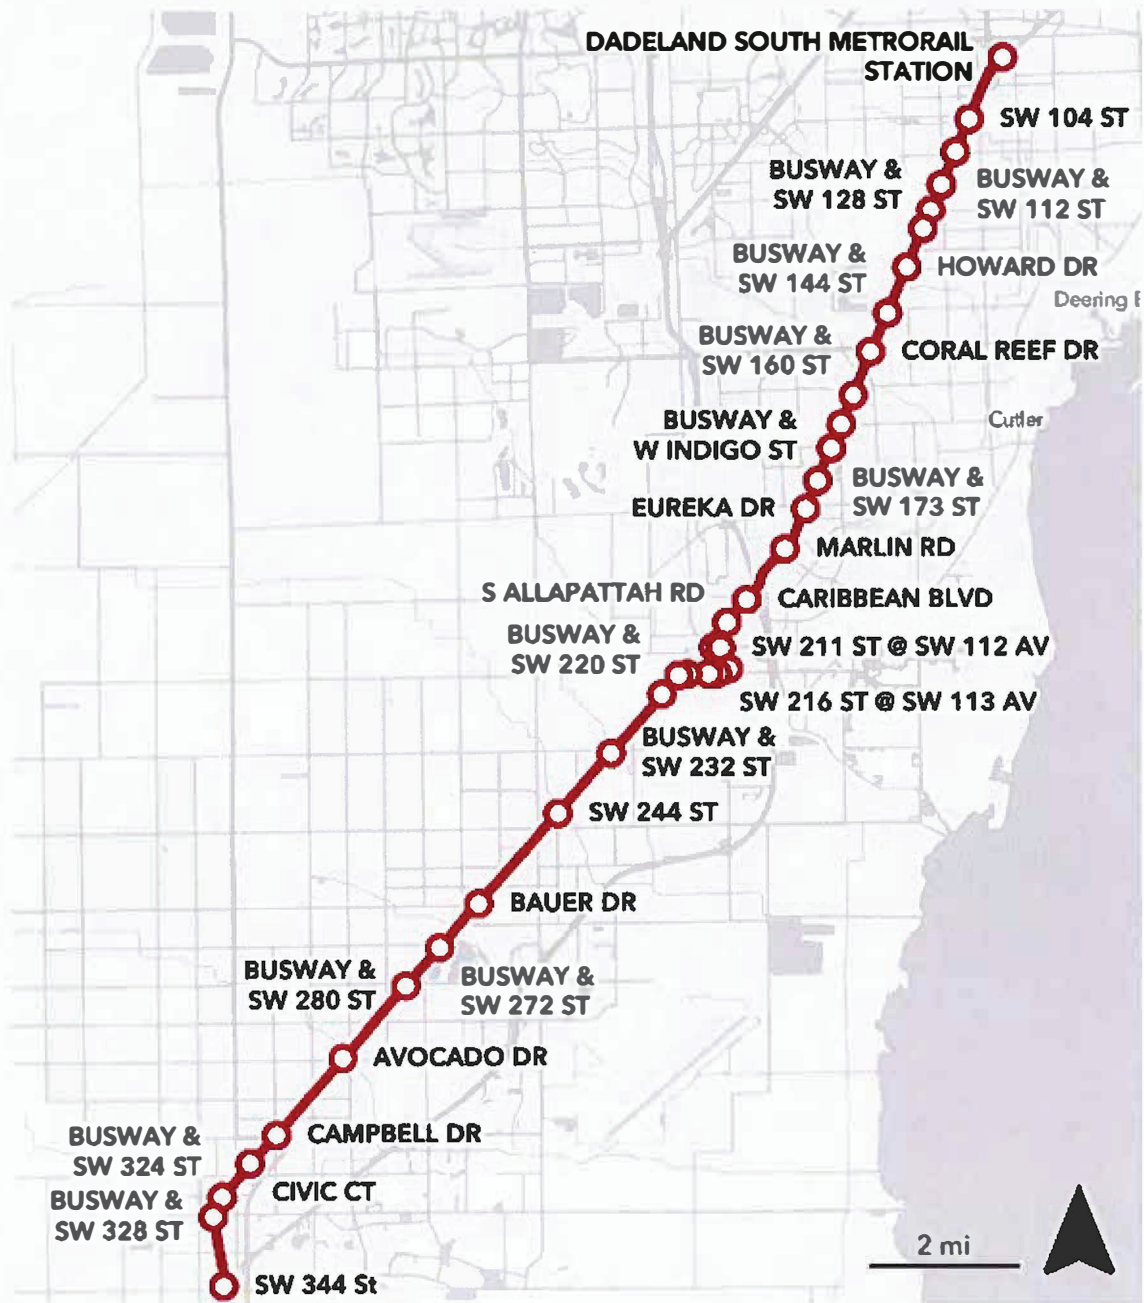 DADELAND SOUTH METRORAIL
STATION
SW 104 ST
BUSWAY &
SW 128 ST
BUSWAY &
SW 112 ST
BUSWAY &
SW 144 ST
HOWARD DR
Deering
BUSWAY &
SW 160 ST
CORAL REEF DR
Cutler
BUSWAY &
W INDIGO ST
BUSWAY &
SW 173 ST
EUREKA DR
MARLIN RD
S ALLAPATTAH RD
CARIBBEAN BLVD
BUSWAY &
SW 220 ST
SW 211 ST @ SW 112 AV
SW 216 ST @ SW 113 AV
BUSWAY &
SW 232 ST
SW 244 ST
BAUER DR
BUSWAY &
SW 280 ST
BUSWAY &
SW 272 ST
AVOCADO DR
CAMPBELL DR
BUSWAY &
SW 324 ST
CIVIC CT
BUSWAY &
SW 328 ST
2 mi
SW 344 St